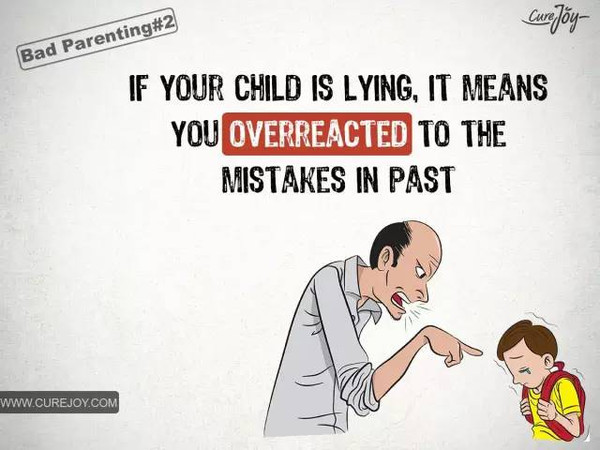 Bad Parenting#2
CureJoy
IF YOUR CHILD IS LYING, IT MEANS
YOU OVERREACTED TO THE
MISTAKES IN PAST
WWW.CUREJOY.COM